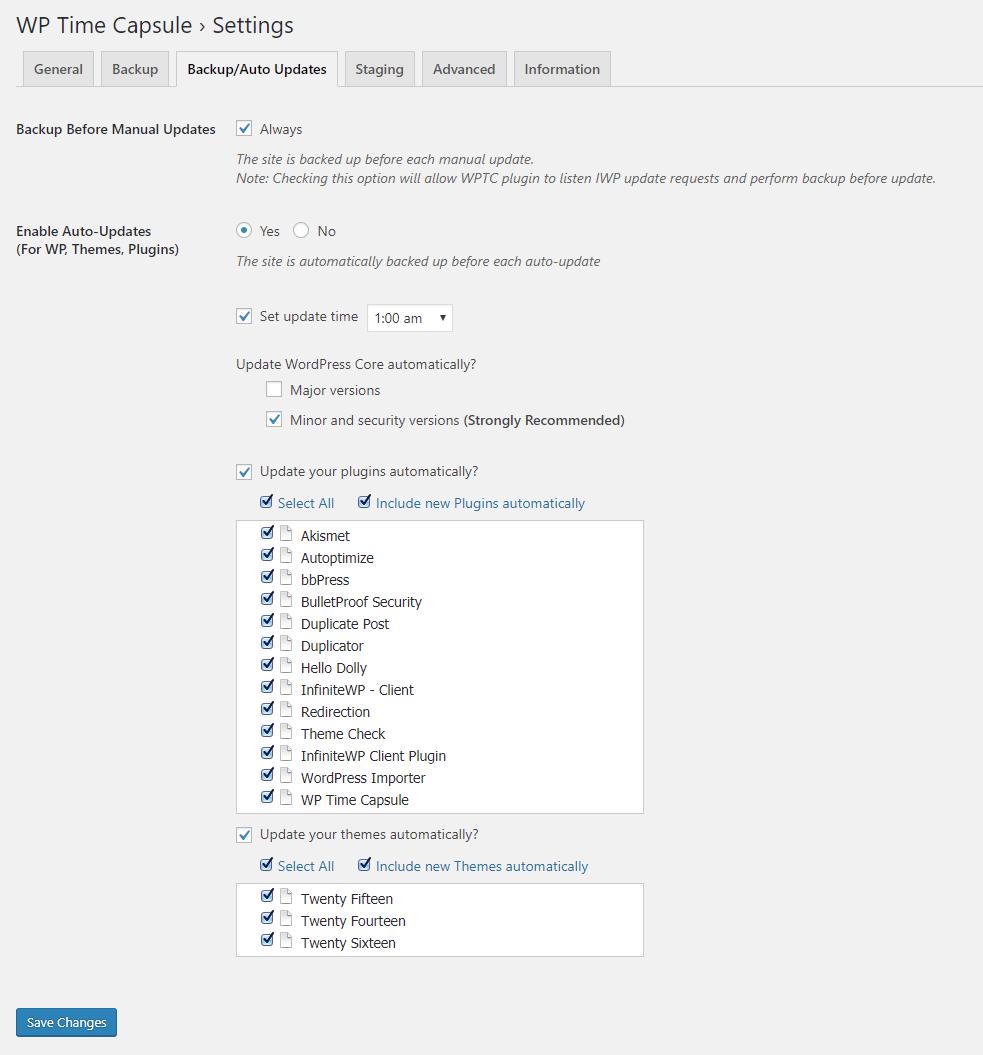 WP Time Capsule › Settings
General Backup Backup/Auto Updates Staging Advanced Information
Backup Before Manual Updates Always
The site is backed up before each manual update.
Note: Checking this option will allow WPTC plugin to listen IWP update requests and perform backup before update.
Enable Auto-Updates Yes No
(For WP, Themes, Plugins)
The site is automatically backed up before each auto-update
Set update time 1:00 am
Update WordPress Core automatically?
Major versions
Minor and security versions (Strongly Recommended)
Update your plugins automatically?
Select All Include new Plugins automatically
Akismet
Autoptimize
bbPress
BulletProof Security
Duplicate Post
Duplicator
Hello Dolly
InfiniteWP - Client
Redirection
Theme Check
InfiniteWP Client Plugin
WordPress Importer
WP Time Capsule
Update your themes automatically?
Select All Include new Themes automatically
Twenty Fifteen
Twenty Fourteen
Twenty Sixteen
Save Changes